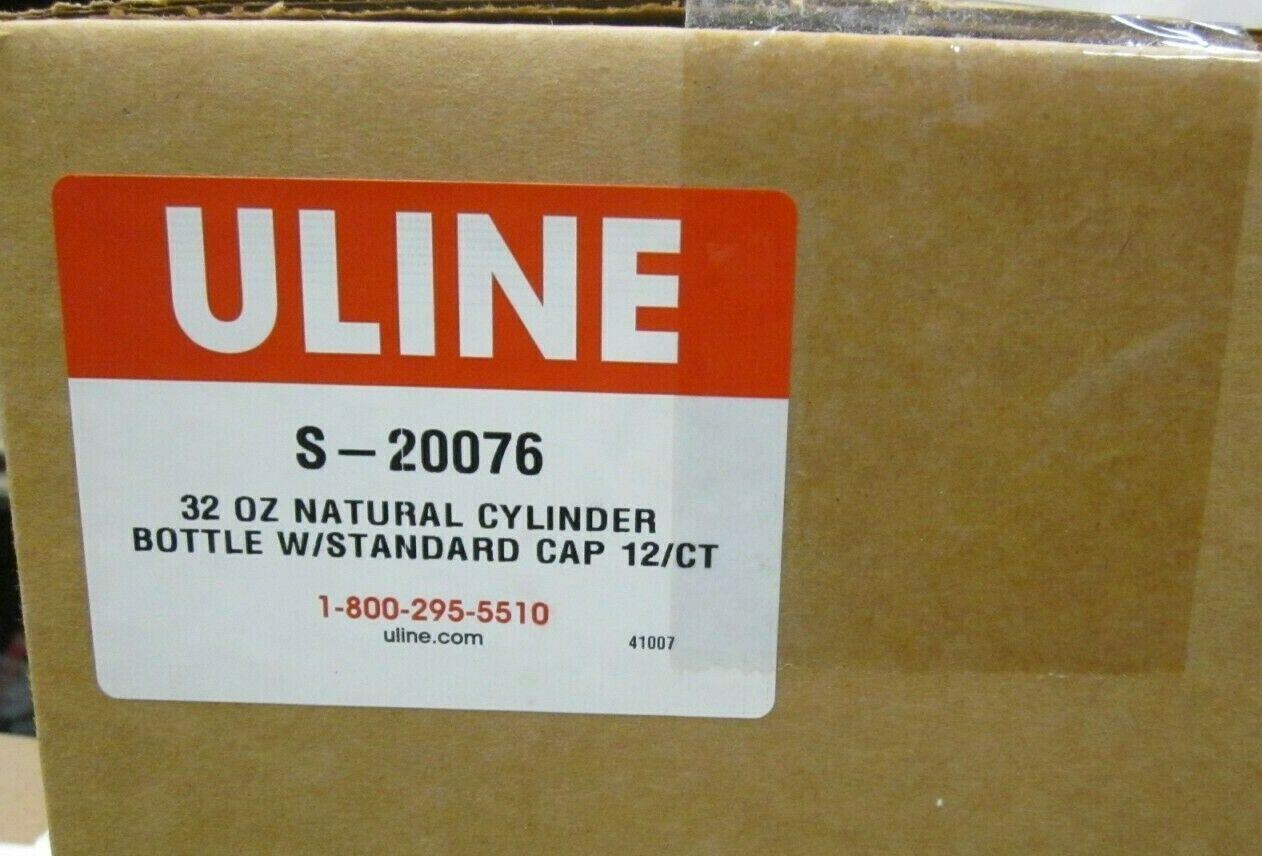 ULINE
S-20076
32 OZ NATURAL CYLINDER
BOTTLE W/STANDARD CAP 12/CT
1-800-295-5510
uline.com
41007